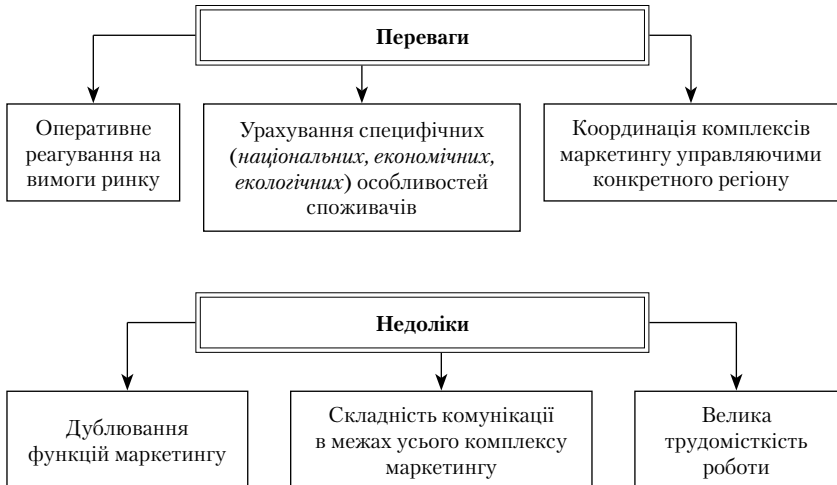 Переваги
Оперативне
реагування на
вимоги ринку
Урахування специфічних
(національних, економічних,
екологічних) особливостей
споживачів
Координація комплексів
маркетингу управляючими
конкретного регіону
Недоліки
Дублювання
функцій маркетингу
Складність комунікації
в межах усього комплексу
маркетингу
Велика
трудомісткість
роботи